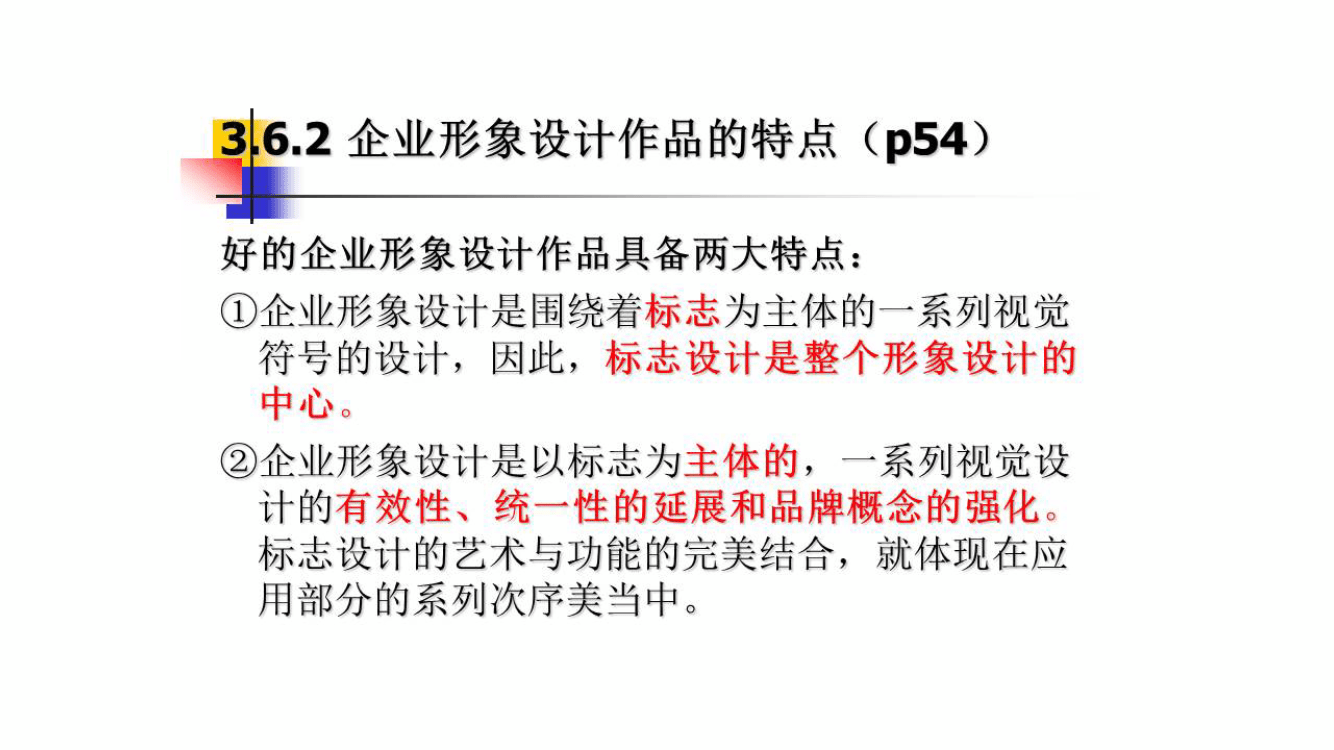 3.6.2 企业形象设计作品的特点（p54）
好的企业形象设计作品具备两大特点：
①企业形象设计是围绕着标志为主体的一系列视觉
符号的设计，因此，标志设计是整个形象设计的
中心。
②企业形象设计是以标志为主体的，一系列视觉设
计的有效性、统一性的延展和品牌概念的强化。
标志设计的艺术与功能的完美结合，就体现在应
用部分的系列次序美当中。